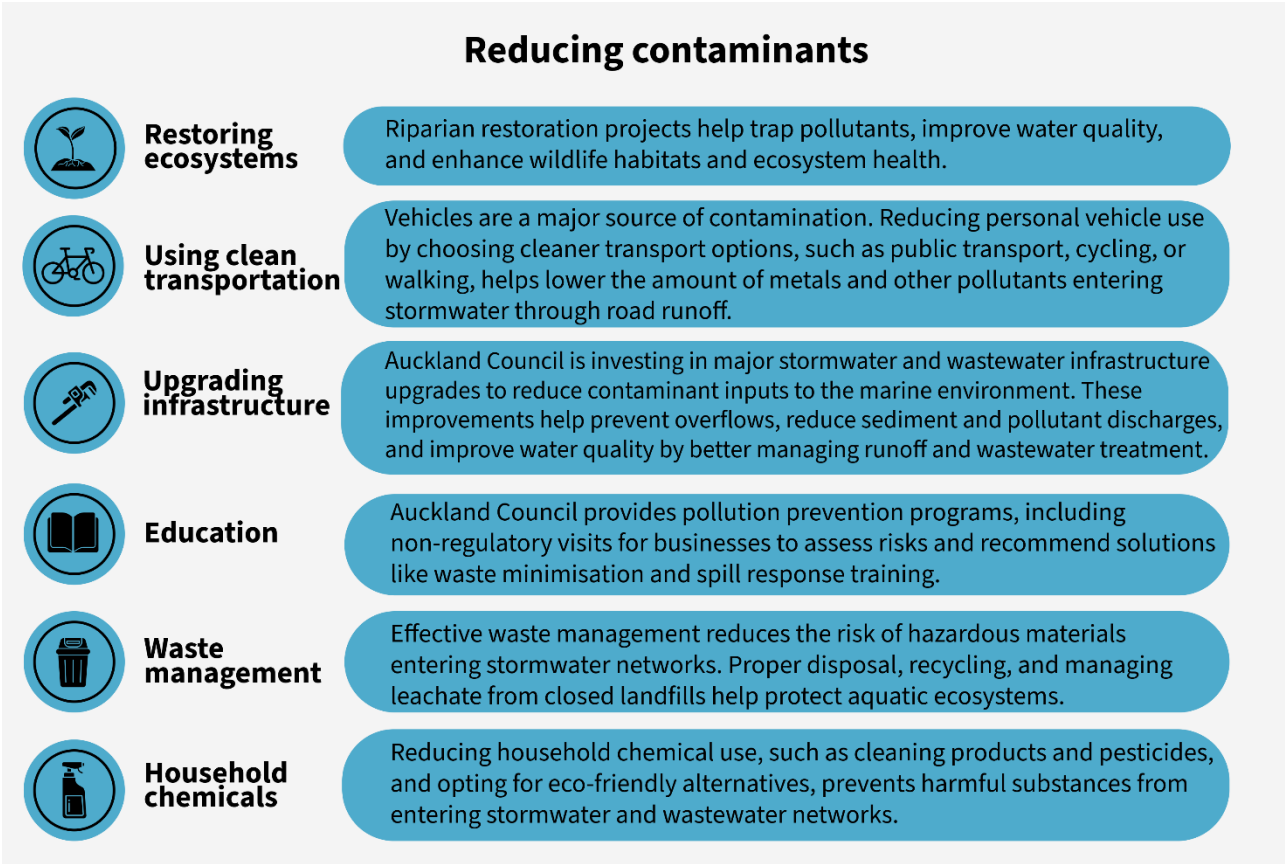 Reducing contaminants
Restoring
ecosystems
Riparian restoration projects help trap pollutants, improve water quality,
and enhance wildlife habitats and ecosystem health.
Using clean
transportation
Vehicles are a major source of contamination. Reducing personal vehicle use
by choosing cleaner transport options, such as public transport, cycling, or
walking, helps lower the amount of metals and other pollutants entering
stormwater through road runoff.
Upgrading
infrastructure
Auckland Council is investing in major stormwater and wastewater infrastructure
upgrades to reduce contaminant inputs to the marine environment. These
improvements help prevent overflows, reduce sediment and pollutant discharges,
and improve water quality by better managing runoff and wastewater treatment.
Education
Auckland Council provides pollution prevention programs, including
non-regulatory visits for businesses to assess risks and recommend solutions
like waste minimisation and spill response training.
Waste
management
Effective waste management reduces the risk of hazardous materials
entering stormwater networks. Proper disposal, recycling, and managing
leachate from closed landfills help protect aquatic ecosystems.
Household
chemicals
Reducing household chemical use, such as cleaning products and pesticides,
and opting for eco-friendly alternatives, prevents harmful substances from
entering stormwater and wastewater networks.